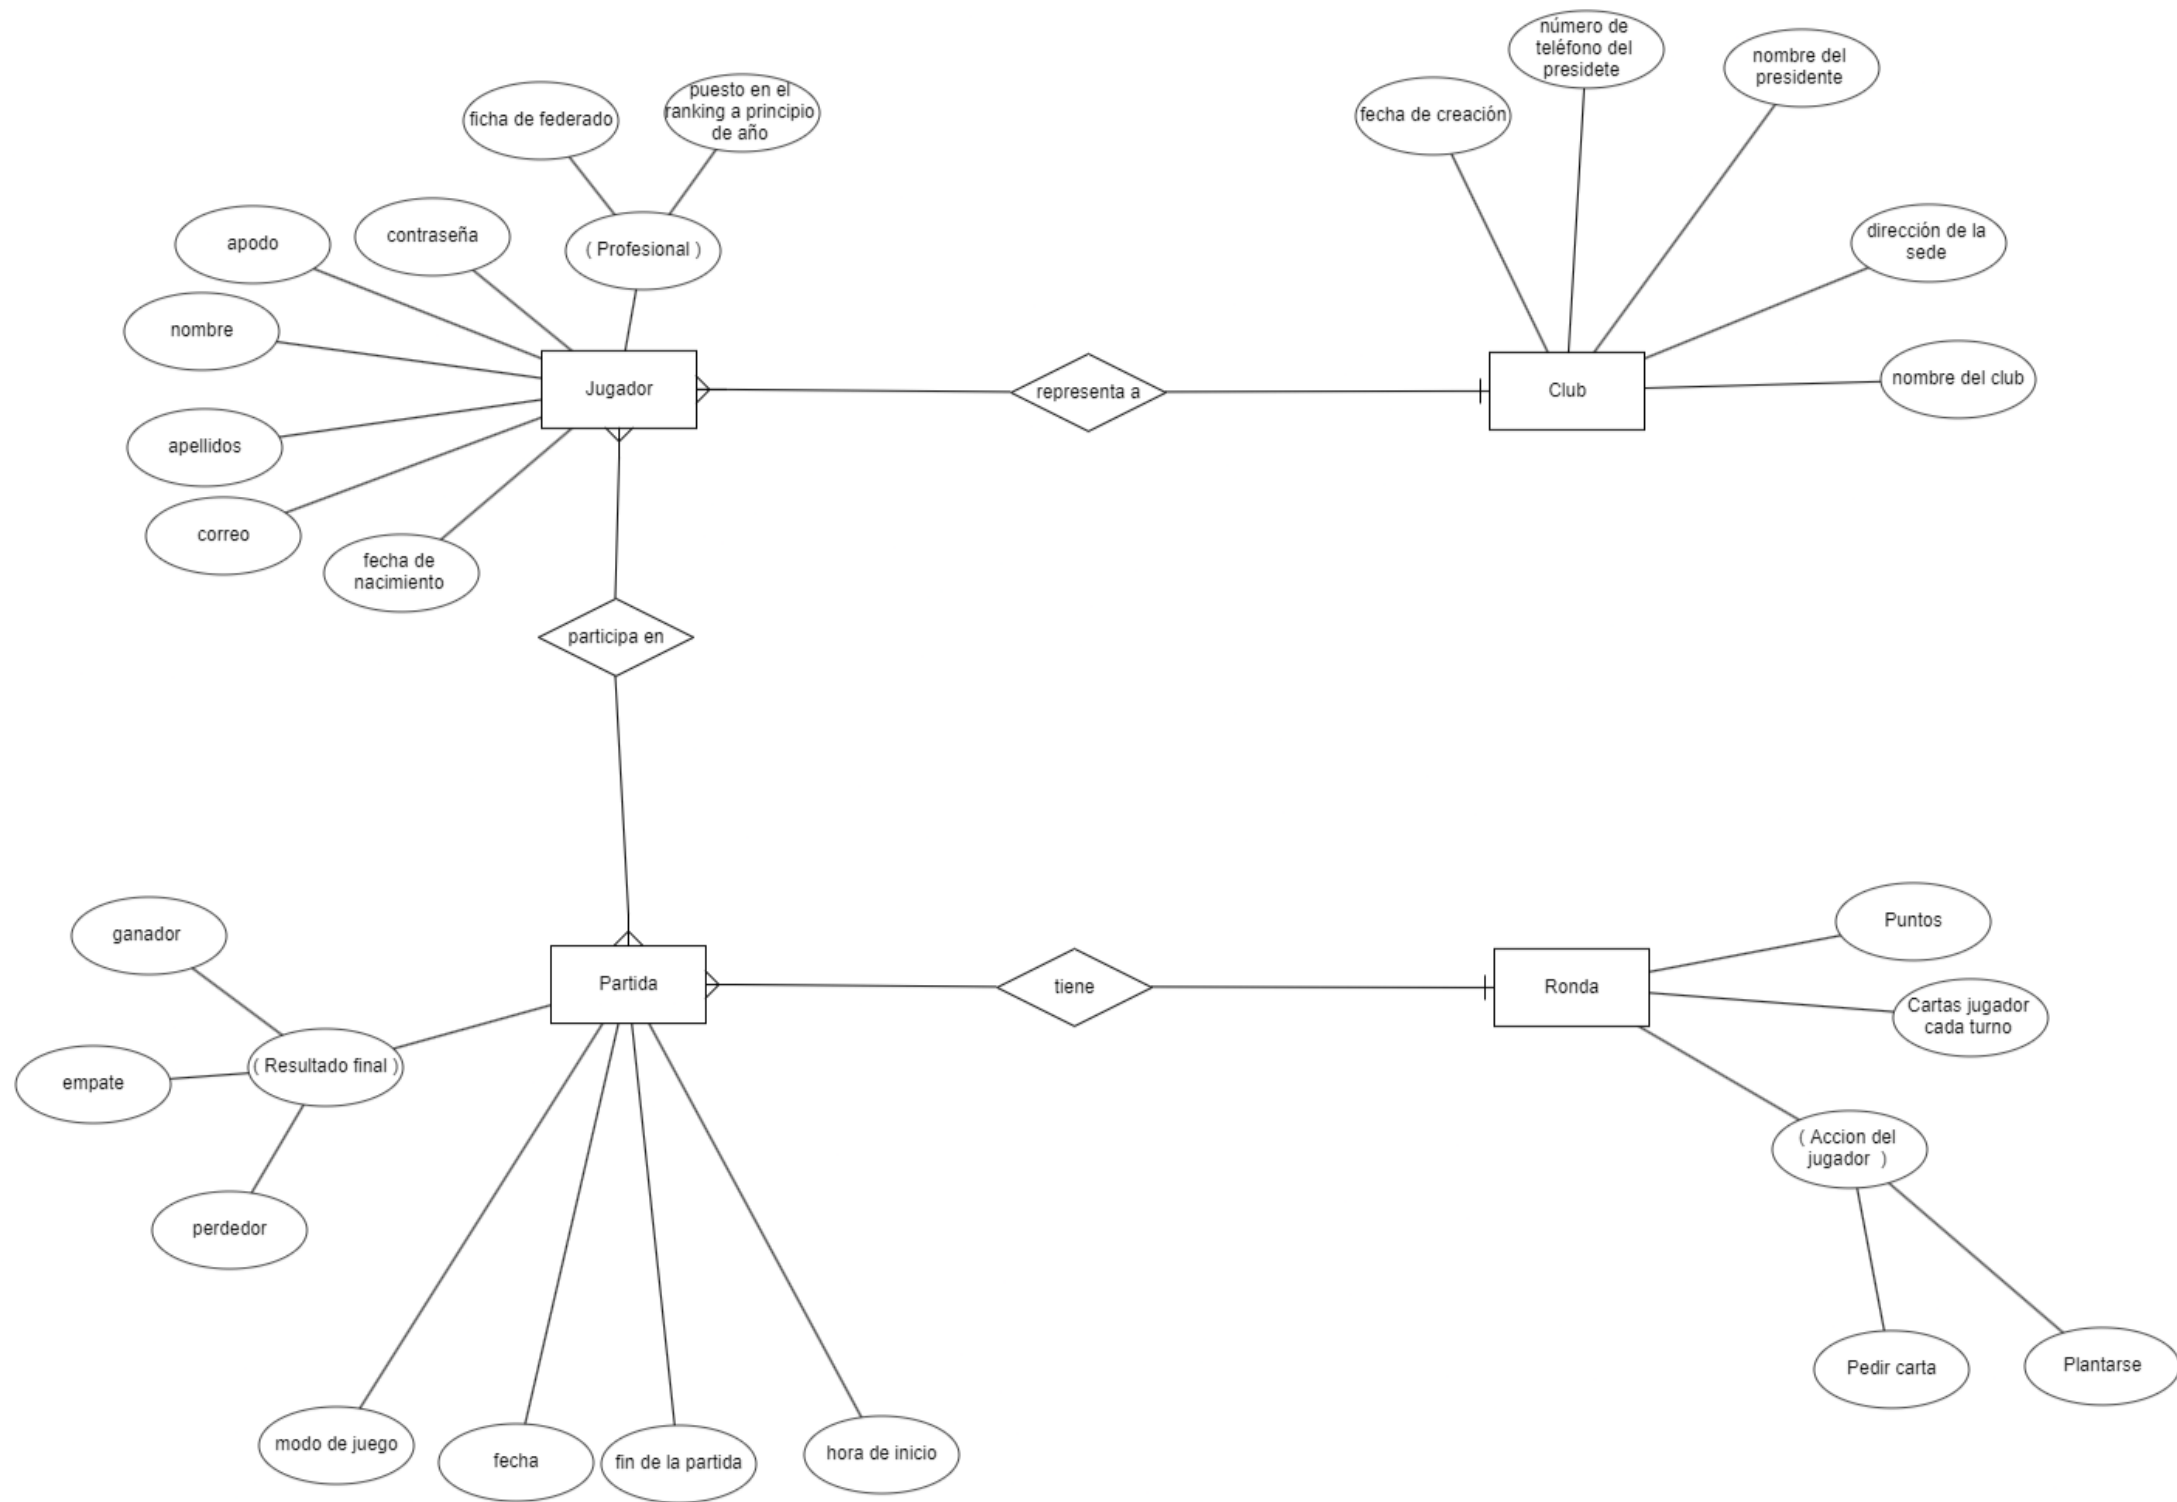 número de
teléfono del
presidete
nombre del
presidente
fecha de creación
ficha de federado
puesto en el
ranking a principio
de año
apodo
contraseña
( Profesional )
dirección de la
sede
nombre
Jugador
representa a
Club
nombre del club
apellidos
correo
fecha de
nacimiento
participa en
ganador
Puntos
Partida
tiene
Ronda
Cartas jugador
cada turno
( Resultado final )
empate
( Accion del
jugador )
perdedor
Pedir carta
Plantarse
modo de juego
fecha
fin de la partida
hora de inicio